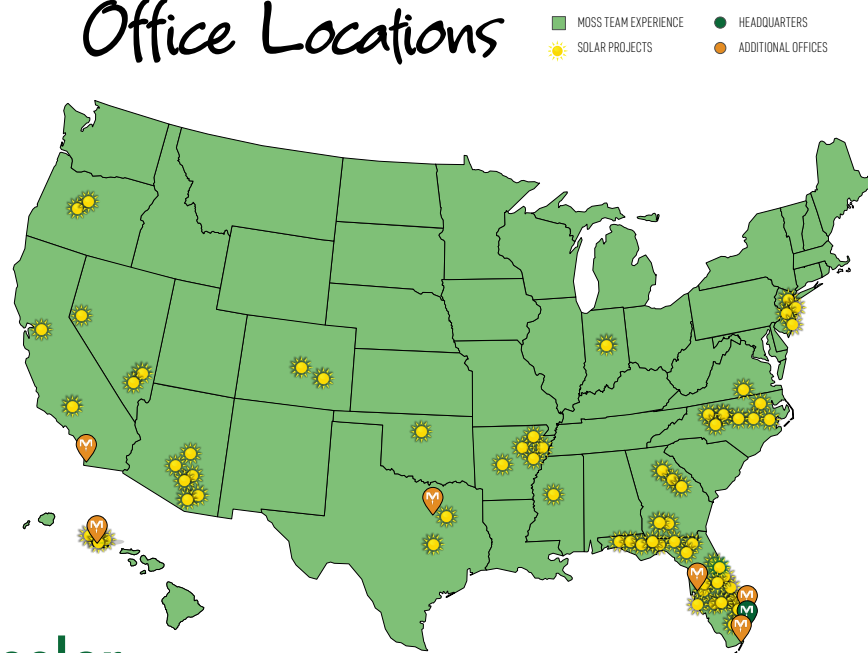 Office Locations
MOSS TEAM EXPERIENCE
HEADQUARTERS
SOLAR PROJECTS
ADDITIONAL OFFICES
M
M
M
M
M
M
M